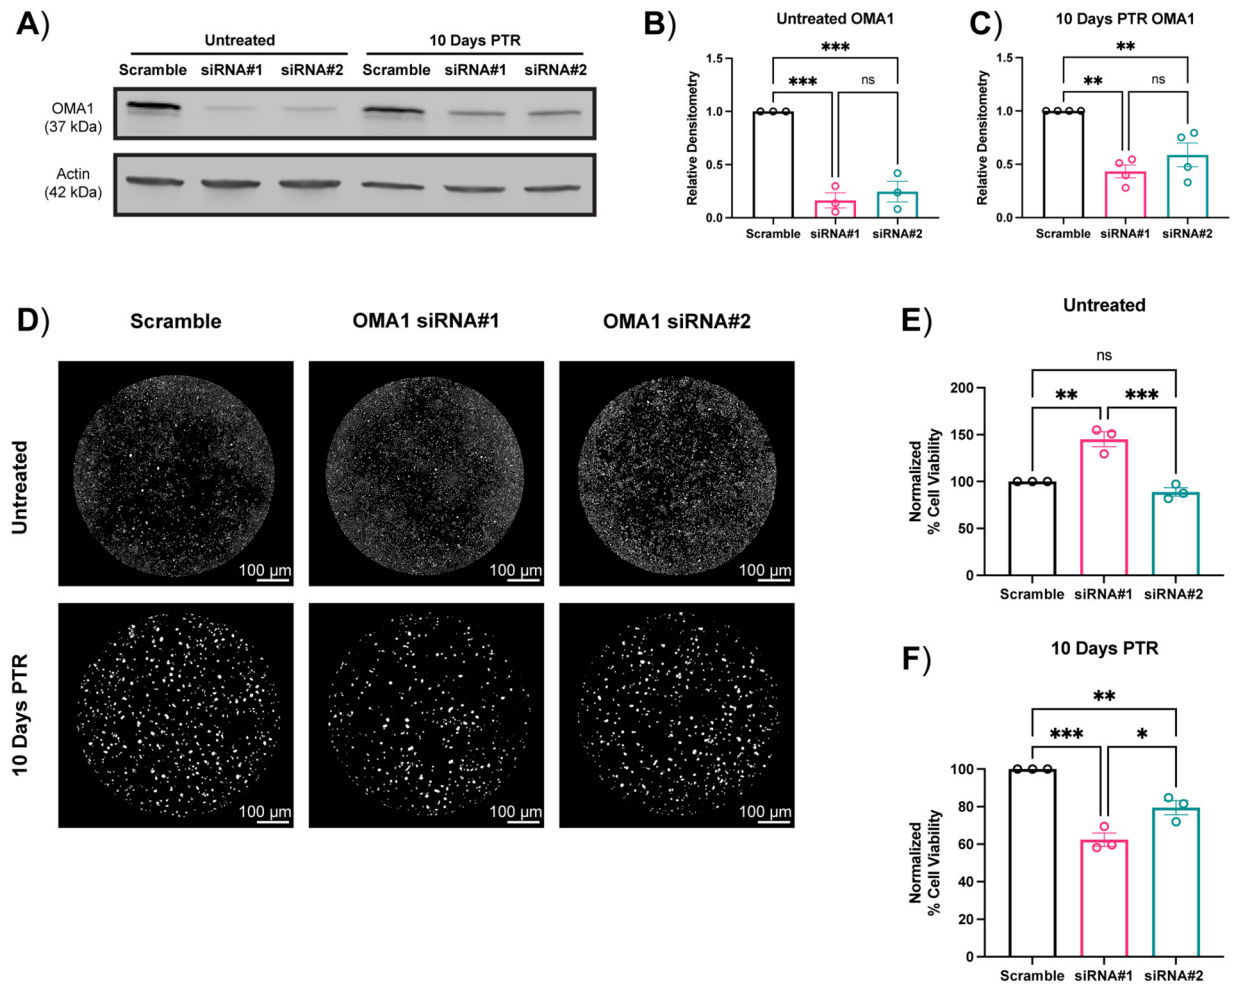 A)
Untreated
10 Days PTR
Scramble siRNA#1 siRNA#2 Scramble siRNA#1 siRNA#2
OMA1
(37 kDa)
Actin
(42 kDa)
B)
Untreated OMA1
Relative Densitometry
1.5
1.0
0.5
0.0
***
***
ns
Scramble siRNA#1 siRNA#2
C)
10 Days PTR OMA1
Relative Densitometry
1.5
1.0
0.5
0.0
**
**
ns
Scramble siRNA#1 siRNA#2
D)
Scramble
OMA1 siRNA#1
OMA1 siRNA#2
Untreated
100 µm
100 µm
100 µm
10 Days PTR
100 µm
100 µm
100 µm
E)
Untreated
Normalized
% Cell Viability
200
150
100
50
0
ns
**
***
Scramble siRNA#1 siRNA#2
F)
10 Days PTR
Normalized
% Cell Viability
100
80
60
40
20
0
**
***
*
Scramble siRNA#1 siRNA#2